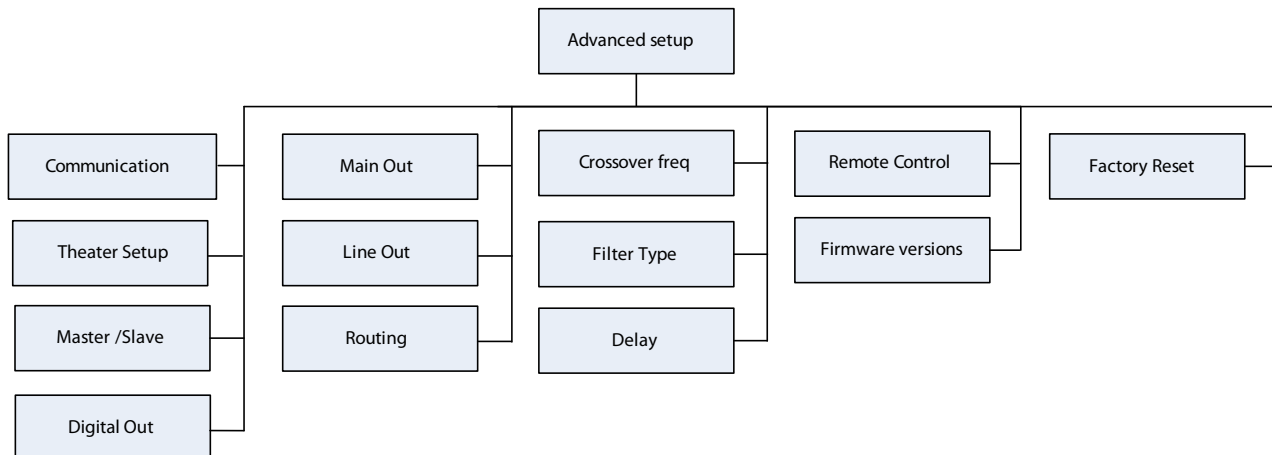 Advanced setup
Communication
Theater Setup
Master /Slave
Digital Out
Main Out
Line Out
Routing
Crossover freq
Filter Type
Delay
Remote Control
Firmware versions
Factory Reset